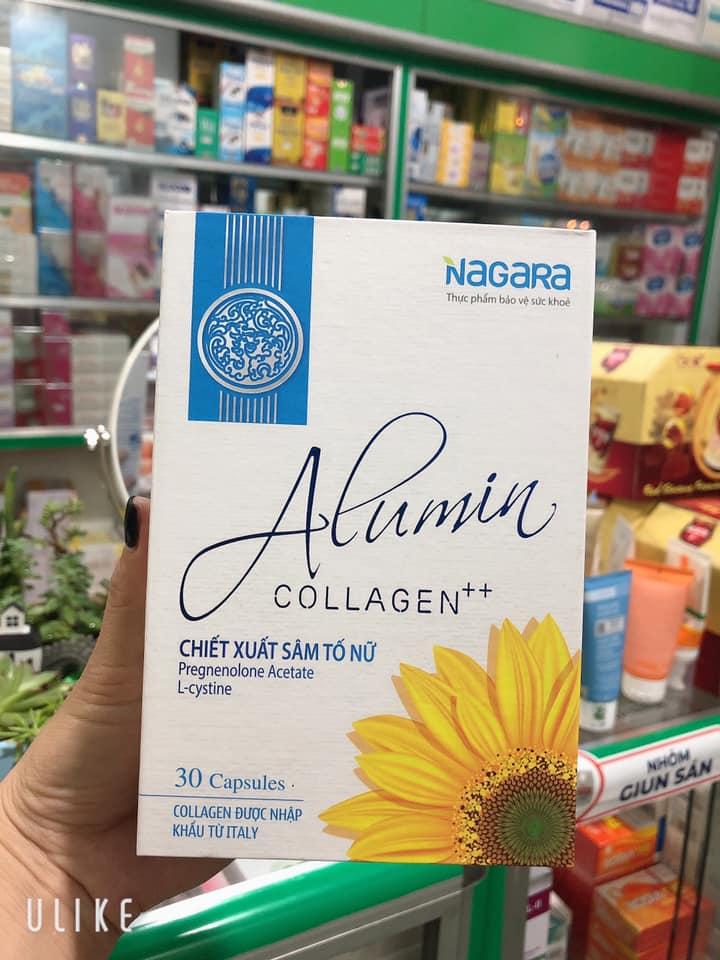 NAGARA
Thực phẩm bảo vệ sức khoẻ
Alumin
COLLAGEN++
CHIẾT XUẤT SÂM TỐ NỮ
Pregnenolone Acetate
L-cystine
30 Capsules
COLLAGEN ĐƯỢC NHẬP
KHẨU TỪ ITALY
NHÓM
GIUN SÁN
ULIKE